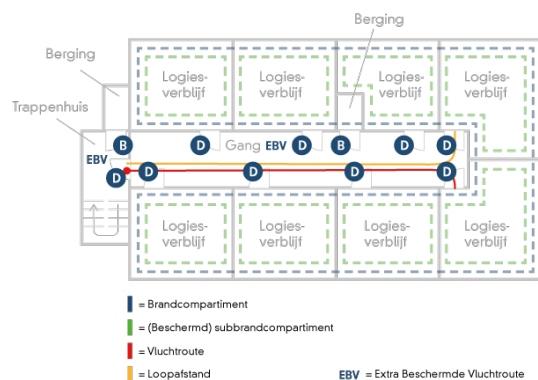 Berging
Berging
Trappenhuis
Logies-
verblijf
Logies-
verblijf
Logies-
verblijf
Logies-
verblijf
EBV
B
D
Gang EBV
D
B
D
D
D
D
D
D
D
Logies-
verblijf
Logies-
verblijf
Logies-
verblijf
Logies-
verblijf
= Brandcompartiment
= (Beschermd) subbrandcompartiment
= Vluchtroute
= Loopafstand
EBV = Extra Beschermde Vluchtroute